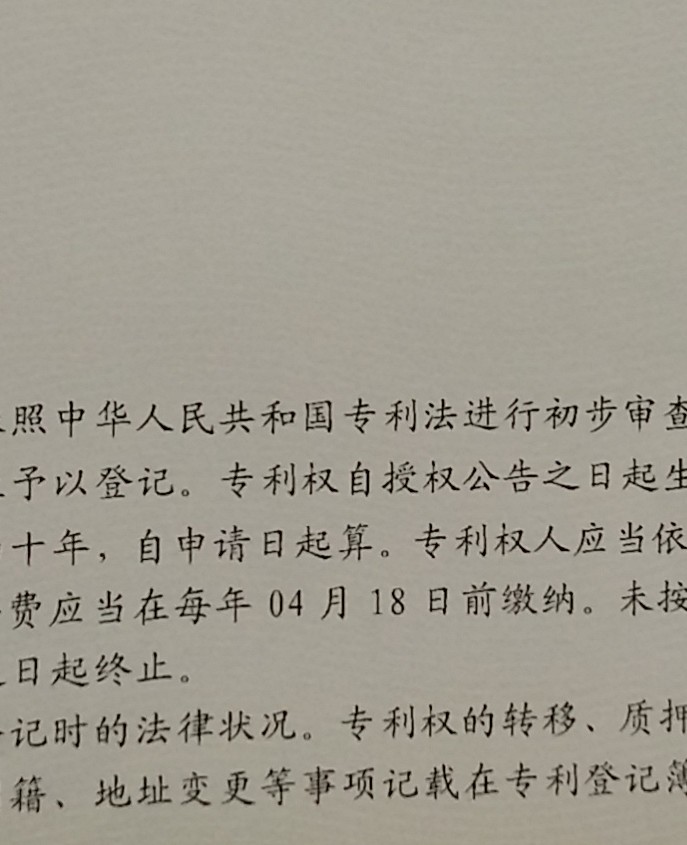 照中华人民共和国专利法进行初步审查
予以登记。专利权自授权公告之日起生
十年，自申请日起算。专利权人应当依
费应当在每年 04 月 18 日前缴纳。未按
日起终止。
记时的法律状况。专利权的转移、质押
籍、地址变更等事项记载在专利登记簿